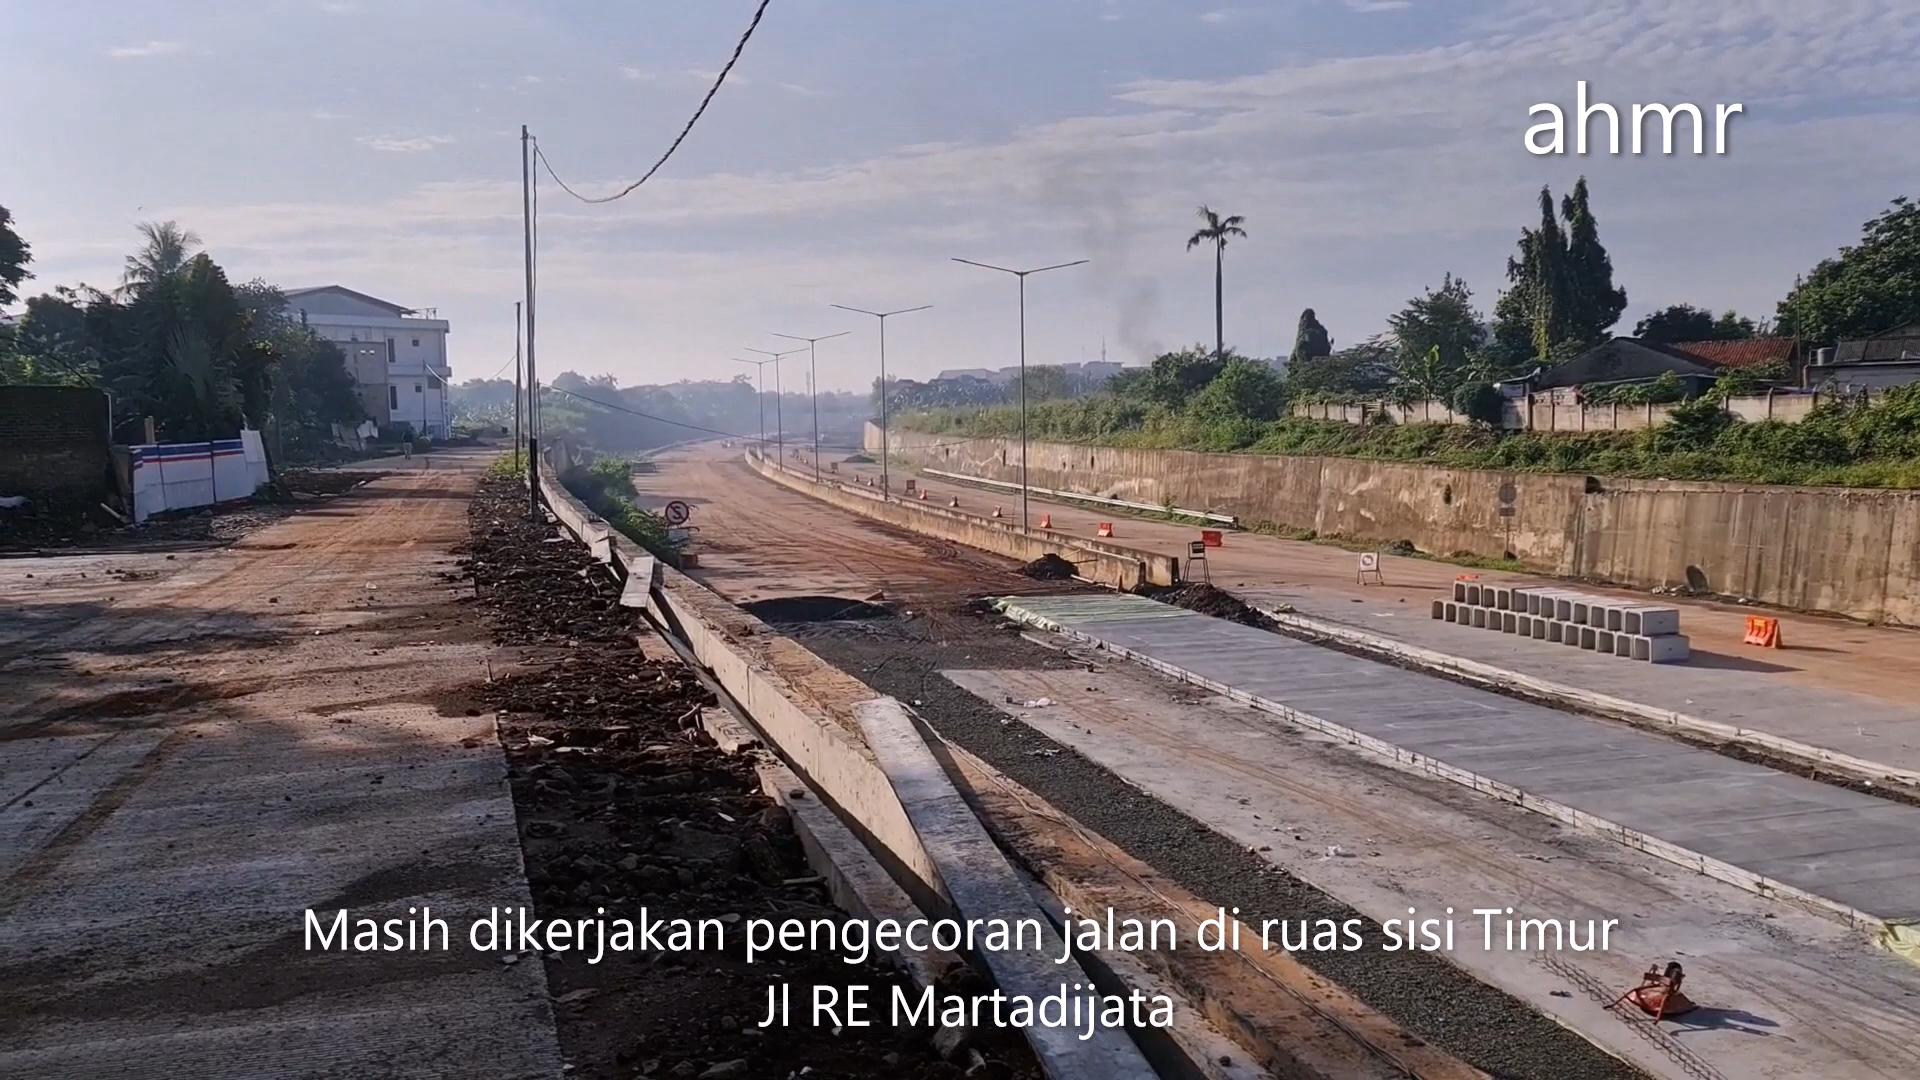 ahmr
Masih dikerjakan pengecoran jalan di ruas sisi Timur
Jl RE Martadijata